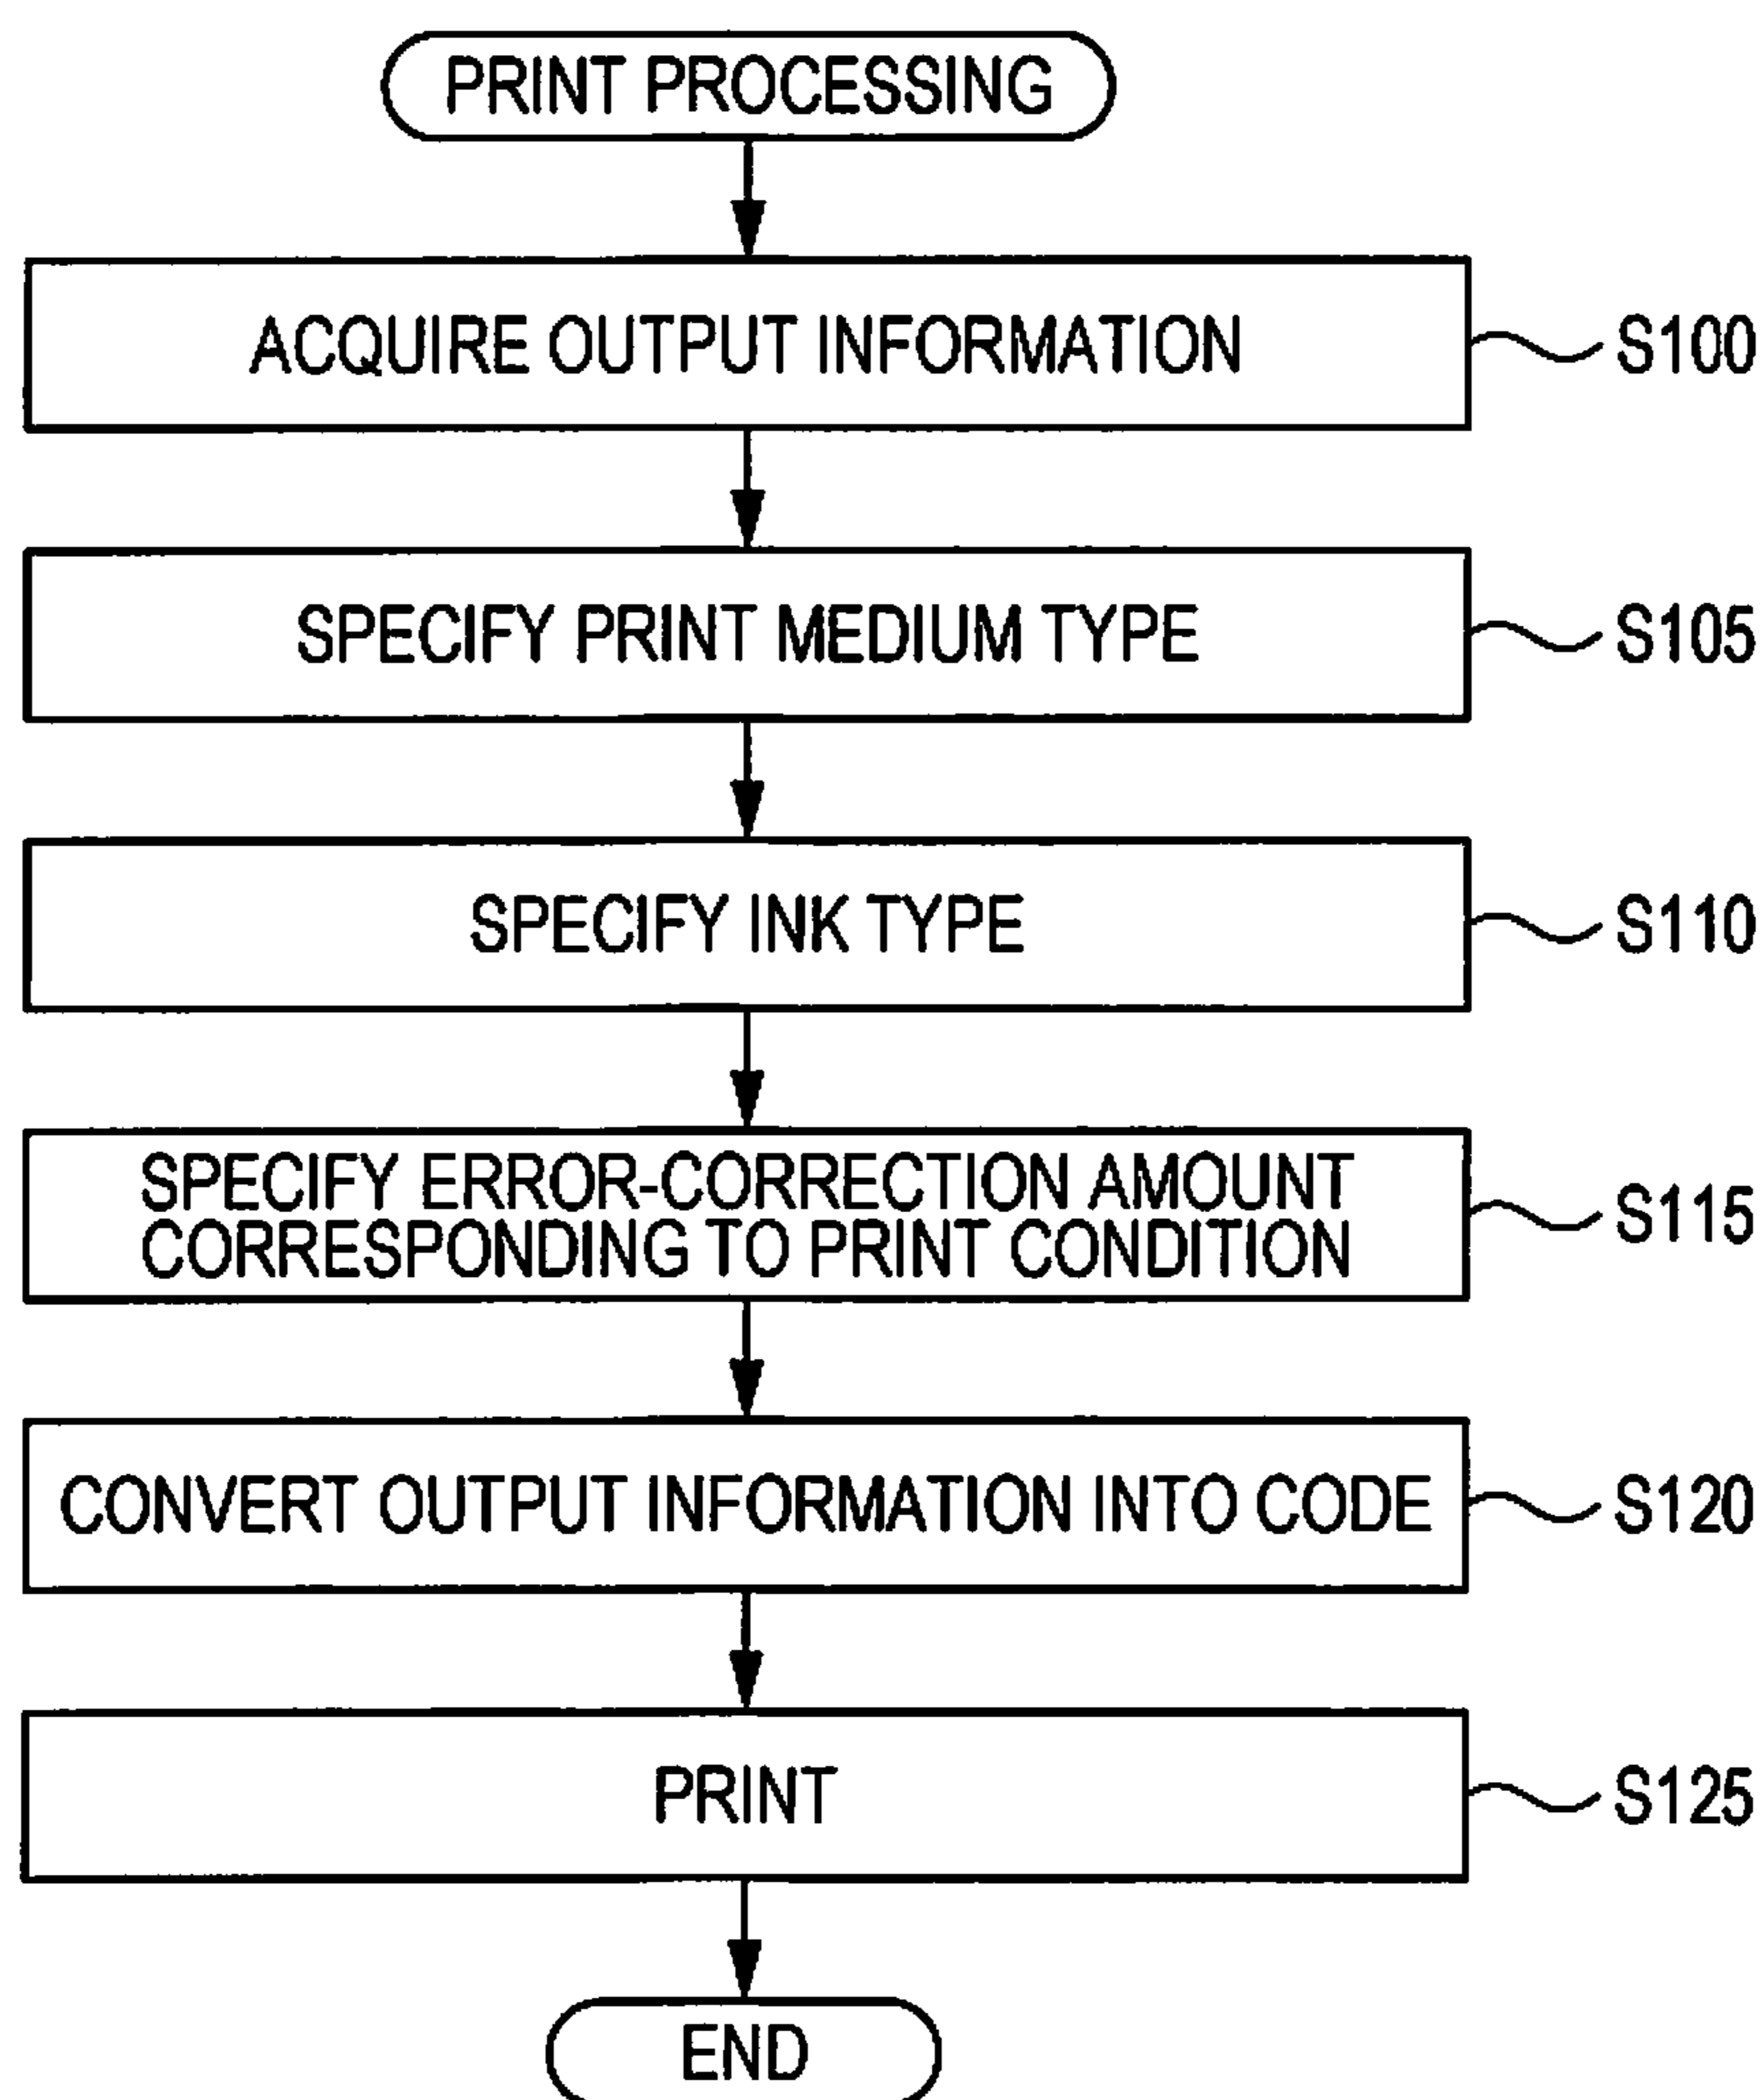 PRINT PROCESSING
ACQUIRE OUTPUT INFORMATION
S100
SPECIFY PRINT MEDIUM TYPE
S105
SPECIFY INK TYPE
S110
SPECIFY ERROR-CORRECTION AMOUNT
CORRESPONDING TO PRINT CONDITION
S115
CONVERT OUTPUT INFORMATION INTO CODE
S120
PRINT
S125
END